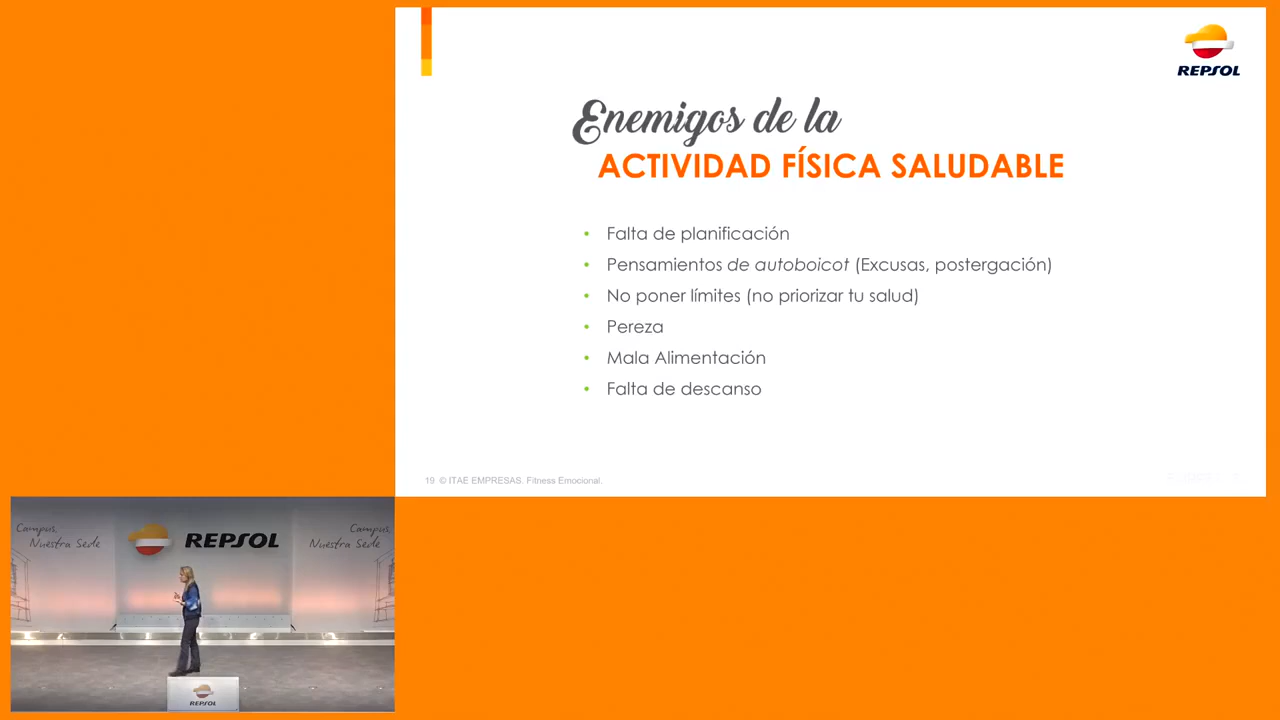 REPSOL
Enemigos de la
ACTIVIDAD FÍSICA SALUDABLE
• Falta de planificación
• Pensamientos de autoboicot (Excusas, postergación)
• No poner límites (no priorizar tu salud)
• Pereza
• Mala Alimentación
• Falta de descanso
19 © ITAE EMPRESAS. Fitness Emocional.
Campus,
Nuestra Sede
REPSOL
Campus,
Nuestra Sede
REPSOL